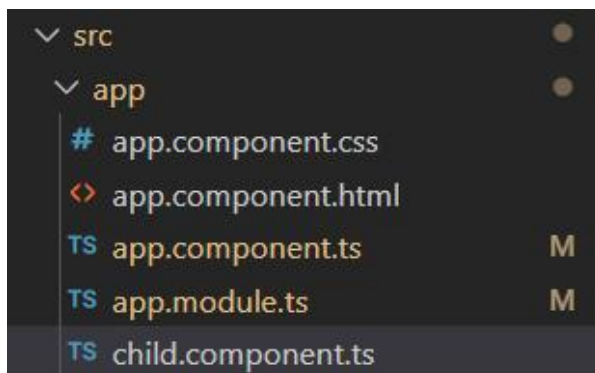 src
app
# app.component.css
<> app.component.html
TS app.component.ts M
TS app.module.ts M
TS child.component.ts